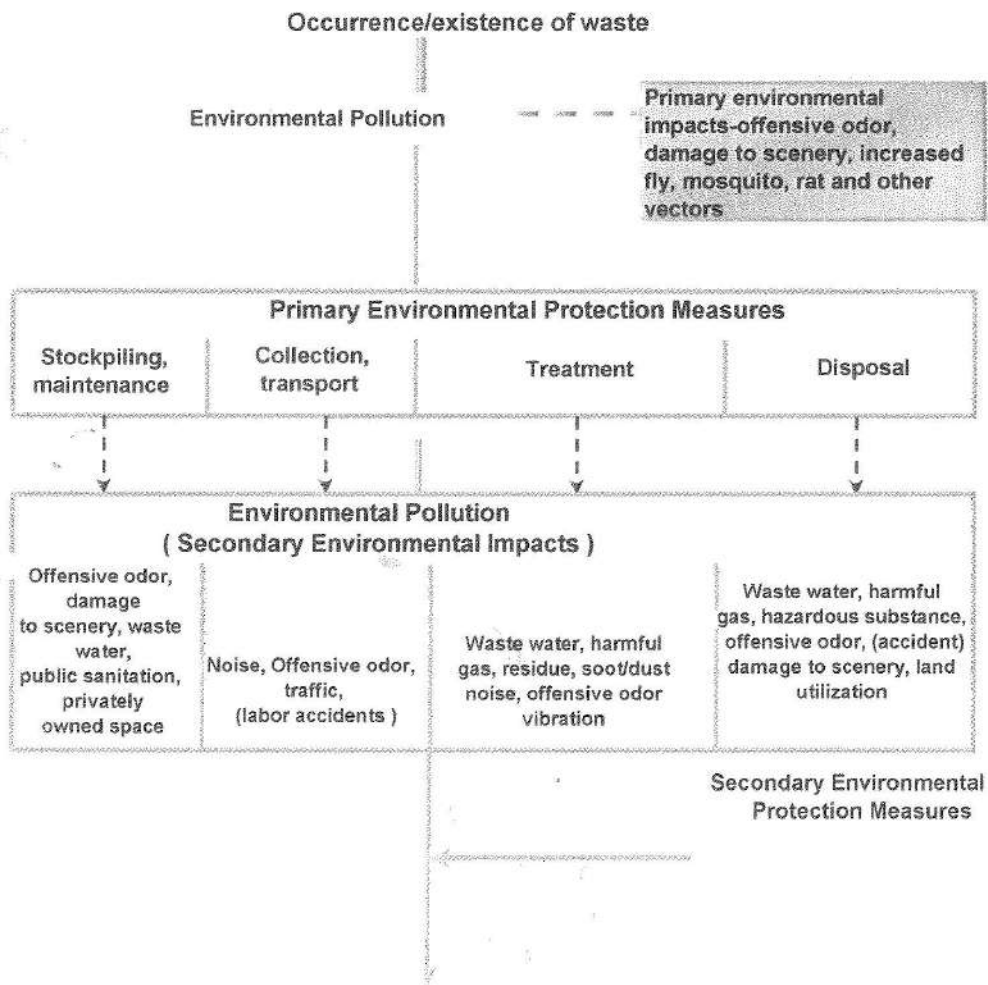 Occurrence/existence of waste
Environmental Pollution
Primary environmental
impacts-offensive odor,
damage to scenery, increased
fly, mosquito, rat and other
vectors
Primary Environmental Protection Measures
Stockpiling,
maintenance
Collection,
transport
Treatment
Disposal
Environmental Pollution
( Secondary Environmental Impacts )
Offensive odor,
damage
to scenery, waste
water,
public sanitation,
privately
owned space
Noise, Offensive odor,
traffic,
(labor accidents )
Waste water, harmful
gas, residue, soot/dust
noise, offensive odor
vibration
Waste water, harmful
gas, hazardous substance,
offensive odor, (accident)
damage to scenery, land
utilization
Secondary Environmental
Protection Measures